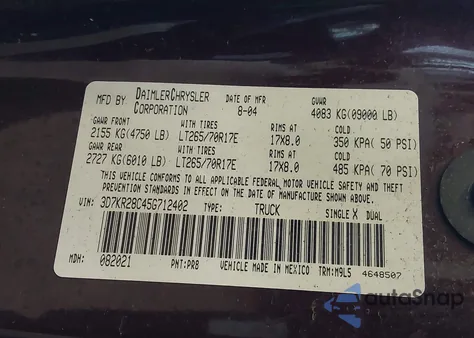 MFD BY DAIMLERCHRYSLER CORPORATION DATE OF MFR 8-04 GVWR 4083 KG(09000 LB)
GAWR FRONT WITH TIRES RIMS AT COLD
2155 KG(4750 LB) LT265/70R17E 17X8.0 350 KPA( 50 PSI)
GAWR REAR WITH TIRES RIMS AT COLD
2727 KG(6010 LB) LT265/70R17E 17X8.0 485 KPA( 70 PSI)
THIS VEHICLE CONFORMS TO ALL APPLICABLE FEDERAL MOTOR VEHICLE SAFETY AND THEFT
PREVENTION STANDARDS IN EFFECT ON THE DATE OF MANUFACTURE SHOWN ABOVE.
VIN: 3D7KR28C45G712402 TYPE: TRUCK SINGLE X DUAL
MDH: 082021 PNT:PR8 VEHICLE MADE IN MEXICO TRM:M9L5 4648507
autoSnap